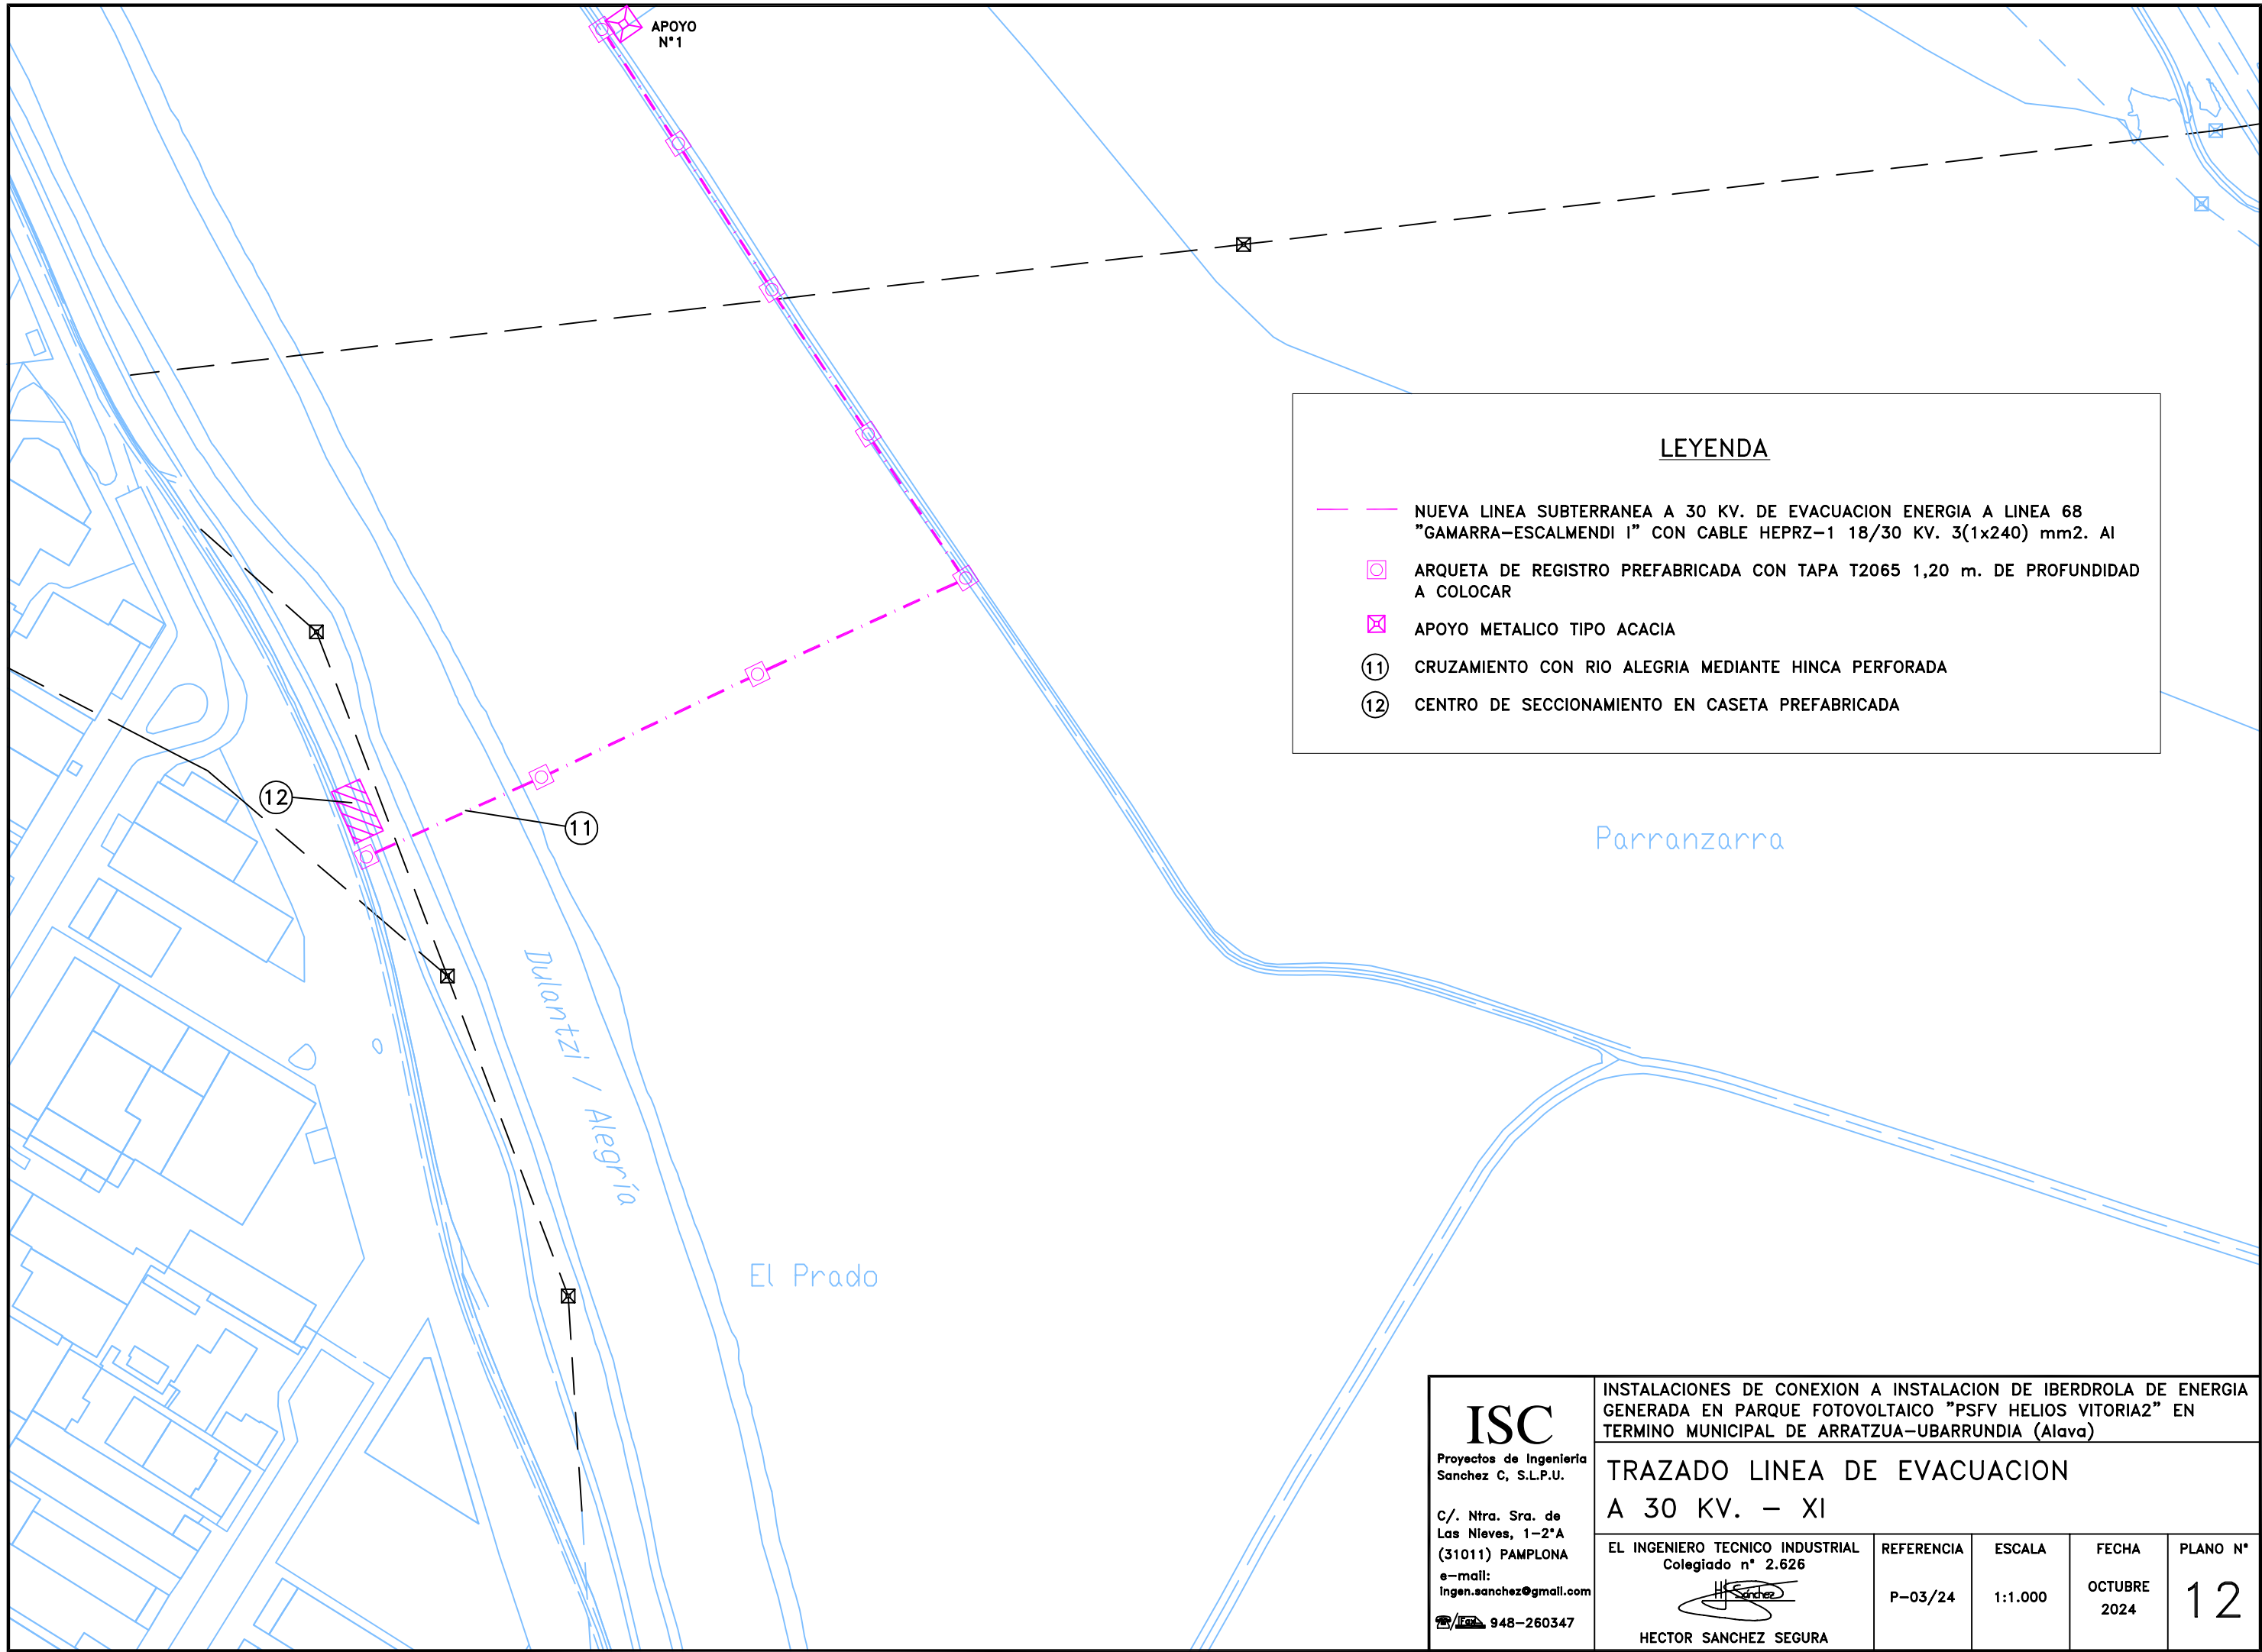 APOYO
N°1
LEYENDA
NUEVA LINEA SUBTERRANEA A 30 KV. DE EVACUACION ENERGIA A LINEA 68
"GAMARRA-ESCALMENDI I" CON CABLE HEPRZ-1 18/30 KV. 3(1x240) mm2. Al
ARQUETA DE REGISTRO PREFABRICADA CON TAPA T2065 1,20 m. DE PROFUNDIDAD
A COLOCAR
APOYO METALICO TIPO ACACIA
11 CRUZAMIENTO CON RIO ALEGRIA MEDIANTE HINCA PERFORADA
12 CENTRO DE SECCIONAMIENTO EN CASETA PREFABRICADA
12
11
Parranzarra
Dulantzi / Alegría
El Prado
ISC
Proyectos de Ingenieria
Sanchez C, S.L.P.U.
C/. Ntra. Sra. de
Las Nieves, 1-2°A
(31011) PAMPLONA
e-mail:
ingen.sanchez@gmail.com
Fax 948-260347
INSTALACIONES DE CONEXION A INSTALACION DE IBERDROLA DE ENERGIA
GENERADA EN PARQUE FOTOVOLTAICO "PSFV HELIOS VITORIA2" EN
TERMINO MUNICIPAL DE ARRATZUA-UBARRUNDIA (Alava)
TRAZADO LINEA DE EVACUACION
A 30 KV. - XI
EL INGENIERO TECNICO INDUSTRIAL
Colegiado n° 2.626
H.Sánchez
HECTOR SANCHEZ SEGURA
REFERENCIA
P-03/24
ESCALA
1:1.000
FECHA
OCTUBRE
2024
PLANO N°
12